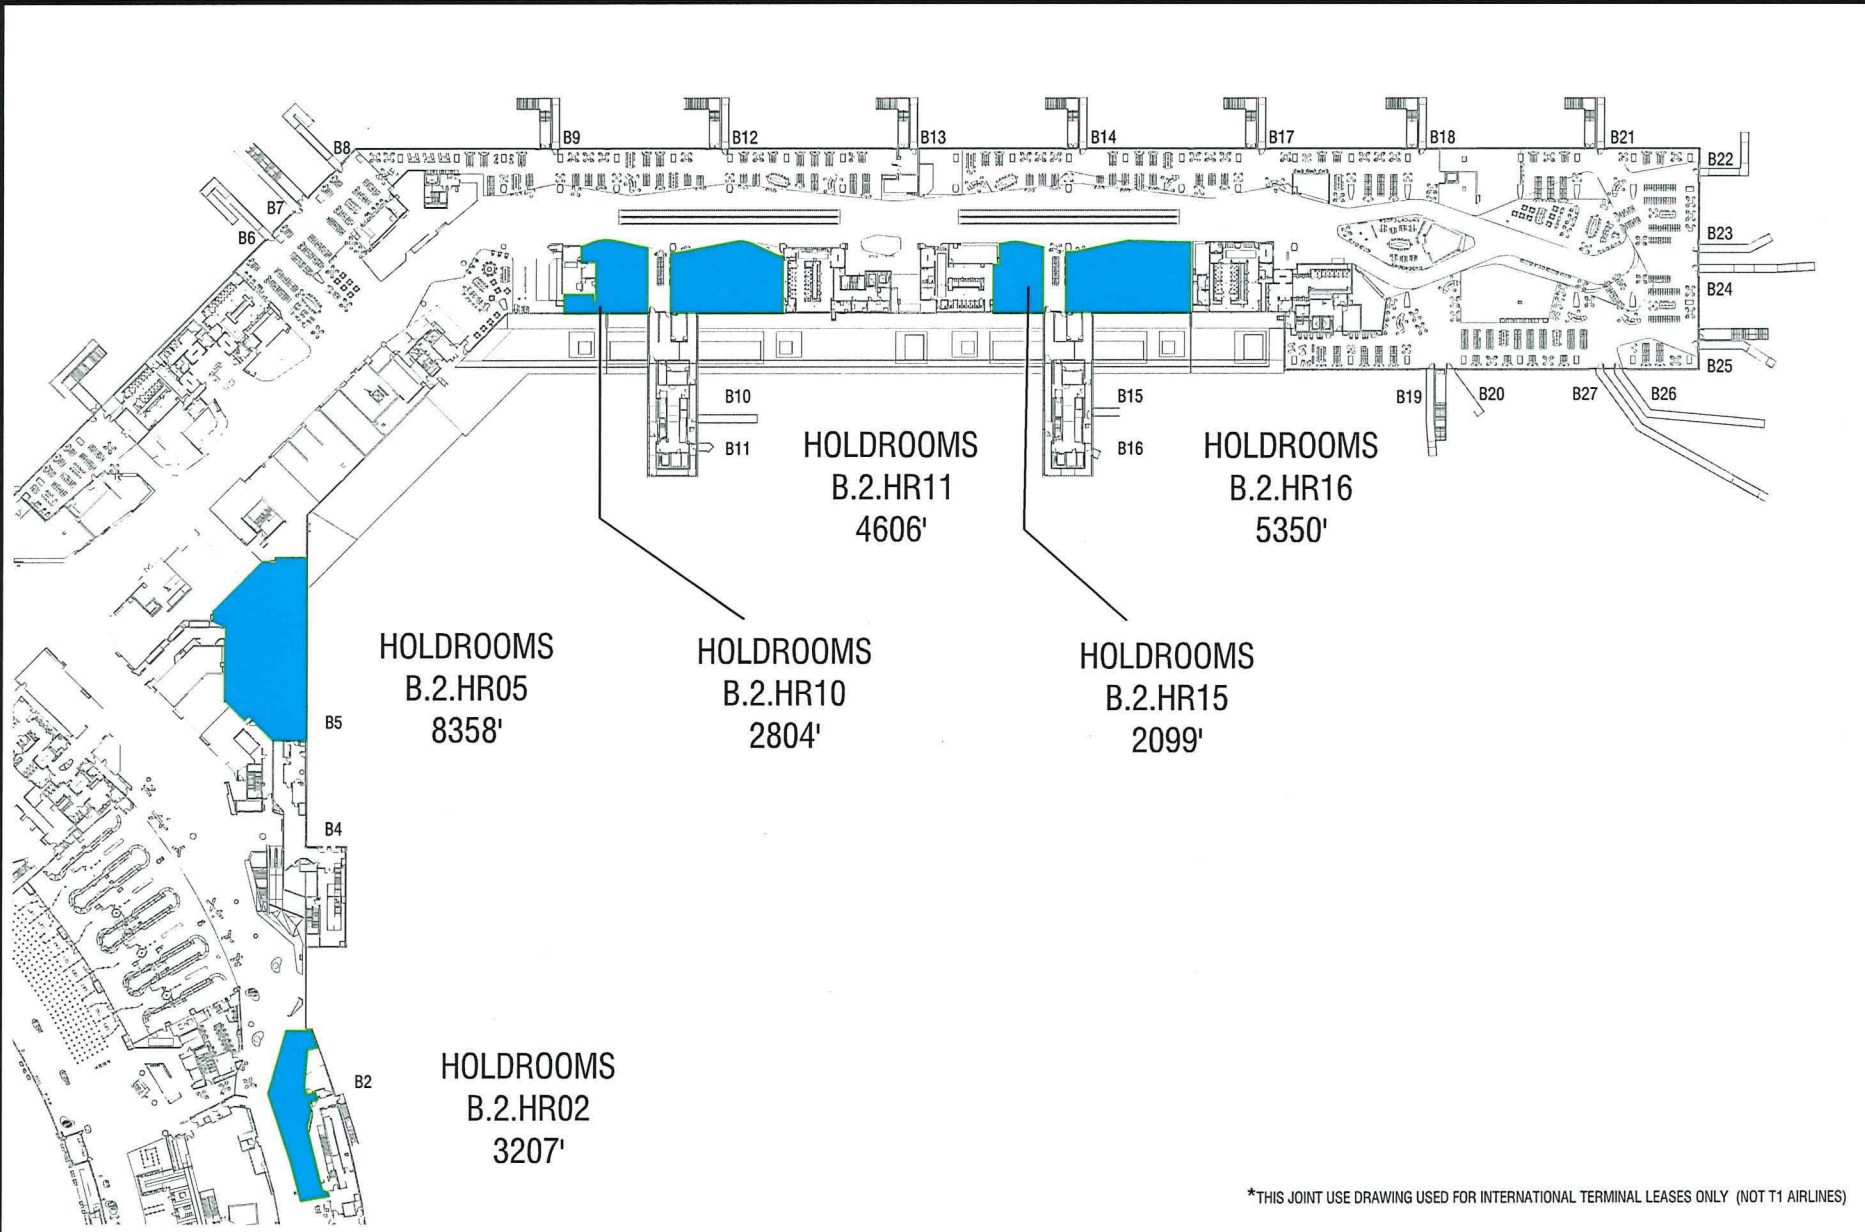 B9
B12
B13
B14
B17
B18
B21
B8
B22
B7
B6
B23
B24
B25
B10
B15
B19
B20
B27
B26
B11
B16
HOLDROOMS
B.2.HR11
4606'
HOLDROOMS
B.2.HR16
5350'
HOLDROOMS
B.2.HR05
8358'
HOLDROOMS
B.2.HR10
2804'
HOLDROOMS
B.2.HR15
2099'
B5
B4
B2
HOLDROOMS
B.2.HR02
3207'
*THIS JOINT USE DRAWING USED FOR INTERNATIONAL TERMINAL LEASES ONLY (NOT T1 AIRLINES)